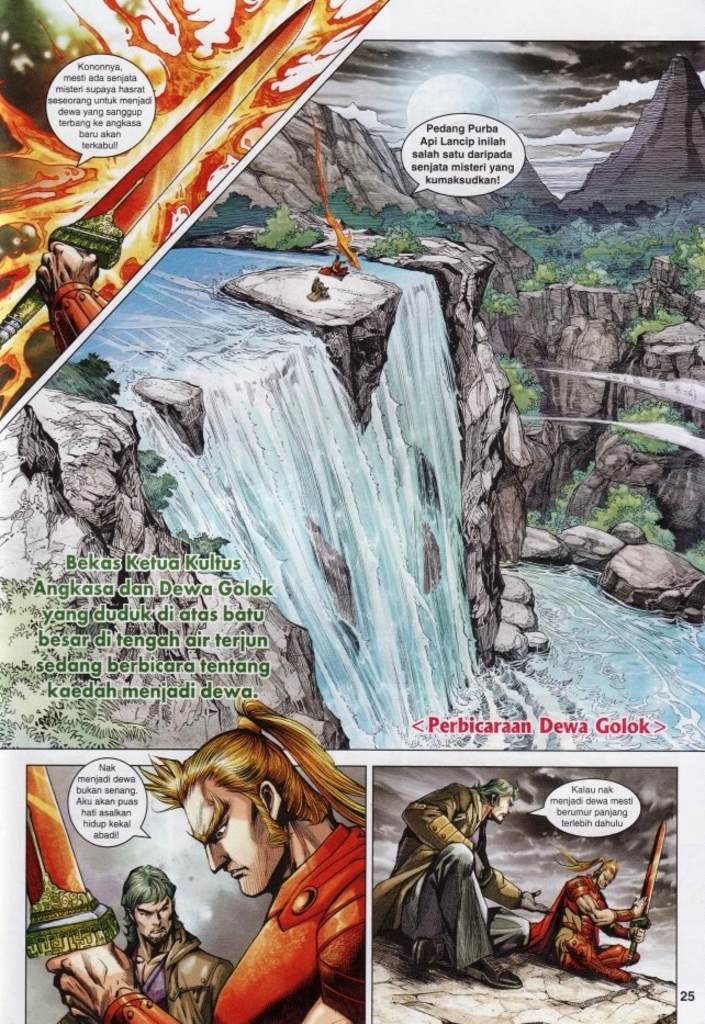 Kononnya,
mesti ada senjata
misteri supaya hasrat
seseorang untuk menjadi
dewa yang sanggup
terbang ke angkasa
baru akan
terkabul!
Pedang Purba
Api Lancip inilah
salah satu daripada
senjata misteri yang
kumaksudkan!
Bekas Ketua Kultus
Angkasa dan Dewa Golok
yang duduk di atas batu
besar di tengah air terjun
sedang berbicara tentang
kaedah menjadi dewa.
<Perbicaraan Dewa Golok>
Nak
menjadi dewa
bukan senang.
Aku akan puas
hati asalkan
hidup kekal
abadi!
Kalau nak
menjadi dewa mesti
berumur panjang
terlebih dahulu
25